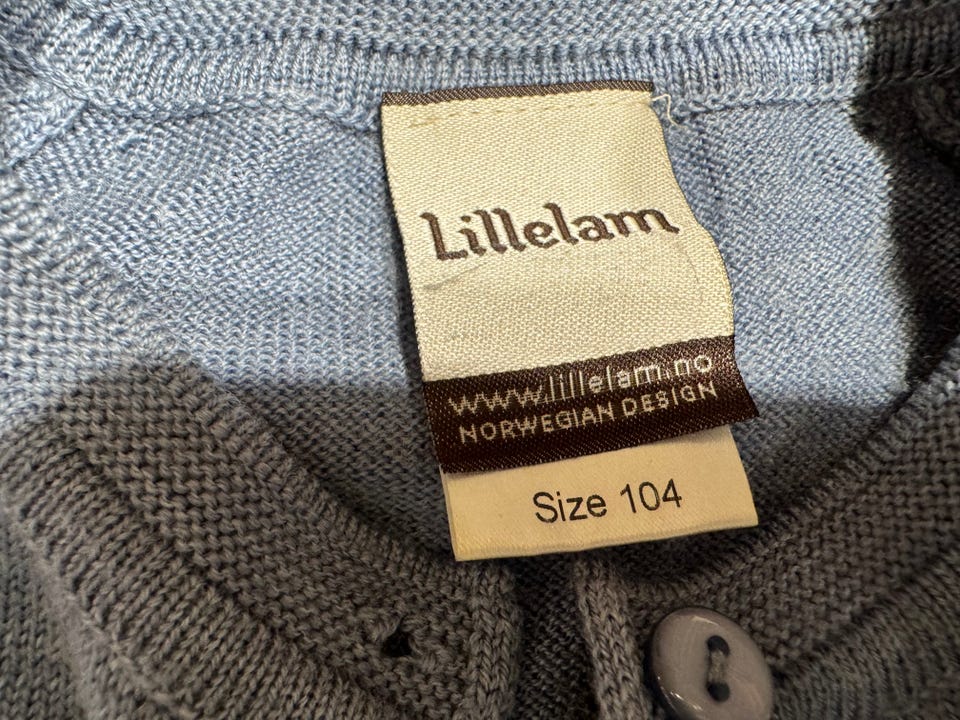 Lillelam
www.lillelam.no
NORWEGIAN DESIGN
Size 104